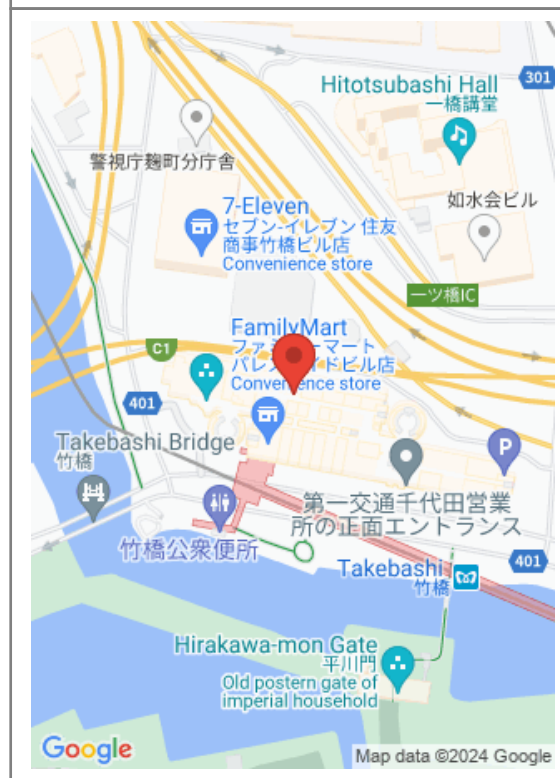 301
Hitotsubashi Hall
一橋講堂
警視庁麹町分庁舎
7-Eleven
セブン-イレブン 住友
商事竹橋ビル店
Convenience store
如水会ビル
一ツ橋IC
FamilyMart
C1
Convenience store
401
P
Takebashi Bridge
竹橋
第一交通千代田営業
所の正面エントランス
竹橋公衆便所
401
Takebashi
竹橋
Hirakawa-mon Gate
平川門
Old postern gate of
imperial household
Google
Map data ©2024 Google